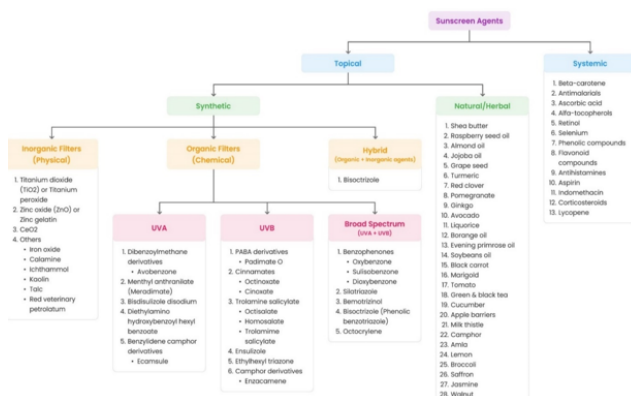 Sunscreen Agents
Topical
Systemic
1. Beta-carotene
2. Antimalarials
3. Ascorbic acid
4. Alfa-tocopherols
5. Retinol
6. Selenium
7. Phenolic compounds
8. Flavonoid
compounds
9. Antihistamines
10. Aspirin
11. Indomethacin
12. Corticosteroids
13. Lycopene
Synthetic
Natural/Herbal
1. Shea butter
2. Raspberry seed oil
3. Almond oil
4. Jojoba oil
5. Grape seed
6. Turmeric
7. Red clover
8. Pomegranate
9. Ginkgo
10. Avocado
11. Liquorice
12. Borange oil
13. Evening primrose oil
14. Soybeans oil
15. Black carrot
16. Marigold
17. Tomato
18. Green & black tea
19. Cucumber
20. Apple barriers
21. Milk thistle
22. Camphor
23. Amla
24. Lemon
25. Broccoli
26. Saffron
27. Jasmine
28. Walnut
Inorganic Filters
(Physical)
1. Titanium dioxide
(TiO2) or Titanium
peroxide
2. Zinc oxide (ZnO) or
Zinc gelatin
3. CeO2
4. Others
• Iron oxide
• Calamine
• Ichthammol
• Kaolin
• Talc
• Red veterinary
petrolatum
Organic Filters
(Chemical)
Hybrid
(Organic + Inorganic agents)
1. Bisoctrizole
UVA
1. Dibenzoylmethane
derivatives
• Avobenzone
2. Menthyl anthranilate
(Meradimate)
3. Bisdisulizole disodium
4. Diethylamino
hydroxybenzoyl hexyl
benzoate
5. Benzylidene camphor
derivatives
• Ecamsule
UVB
1. PABA derivatives
• Padimate O
2. Cinnamates
• Octinoxate
• Cinoxate
3. Trolamine salicylate
• Octisalate
• Homosalate
• Trolamime
salicylate
4. Ensulizole
5. Ethylhexyl triazone
6. Camphor derivatives
• Enzacamene
Broad Spectrum
(UVA + UVB)
1. Benzophenones
• Oxybenzone
• Sulisobenzone
• Dioxybenzone
2. Silotriazole
3. Bemotrizinol
4. Bisoctrizole (Phenolic
benzotriazole)
5. Octocrylene